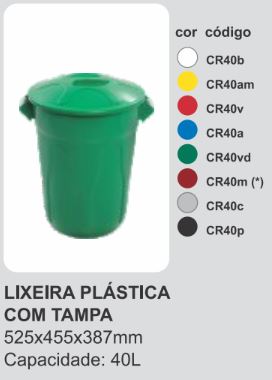 cor código
CR40b
CR40am
CR40v
CR40a
CR40vd
CR40m (*)
CR40c
CR40p
LIXEIRA PLÁSTICA
COM TAMPA
525x455x387mm
Capacidade: 40L